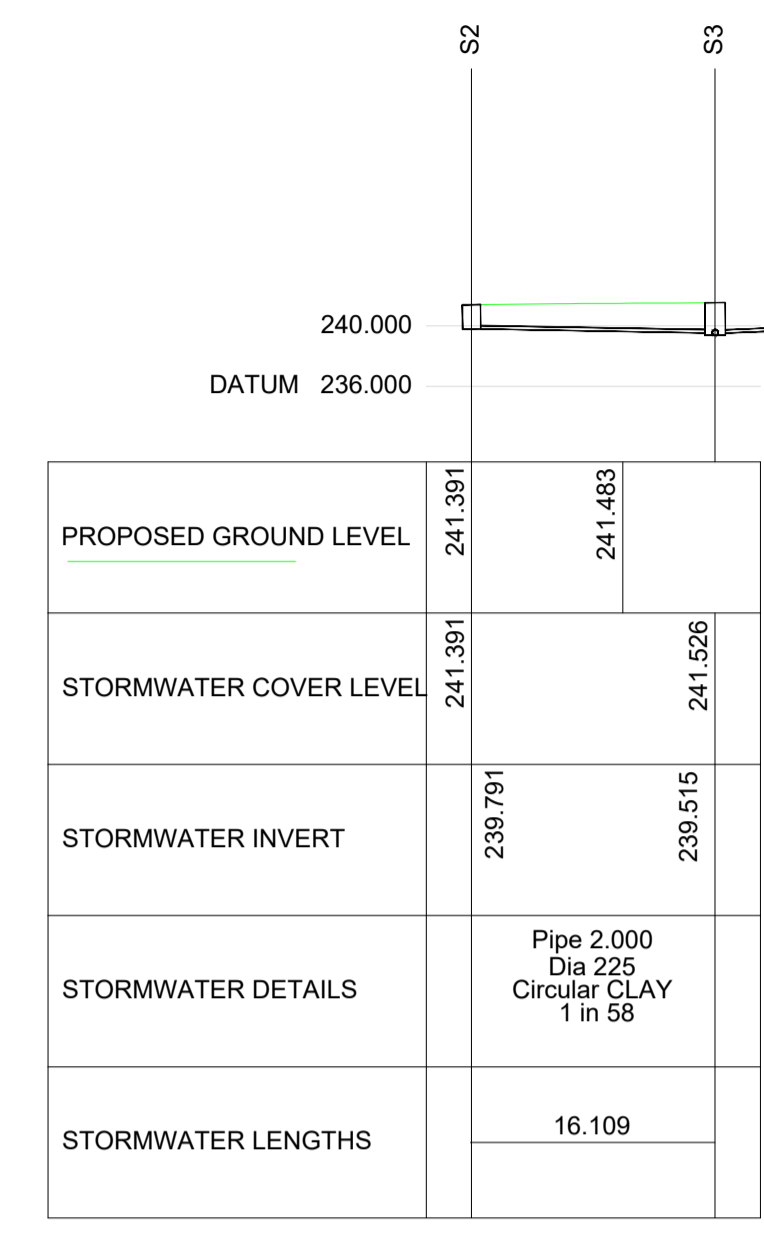 S2
S3
240.000
DATUM 236.000
PROPOSED GROUND LEVEL
241.391
241.483
STORMWATER COVER LEVEL
241.391
241.526
STORMWATER INVERT
239.791
239.515
STORMWATER DETAILS
Pipe 2.000
Dia 225
Circular CLAY
1 in 58
STORMWATER LENGTHS
16.109